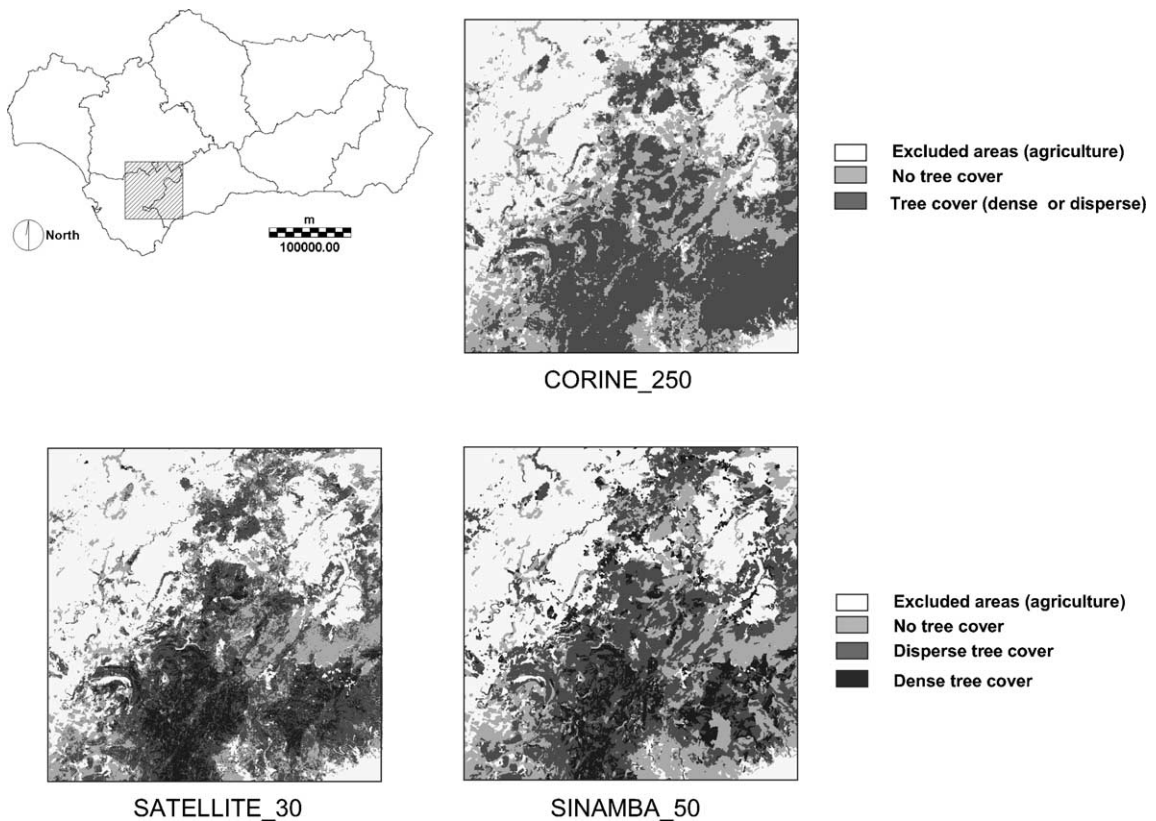 North
m
100000.00
Excluded areas (agriculture)
No tree cover
Tree cover (dense or disperse)
CORINE_250
Excluded areas (agriculture)
No tree cover
Disperse tree cover
Dense tree cover
SATELLITE_30
SINAMBA_50